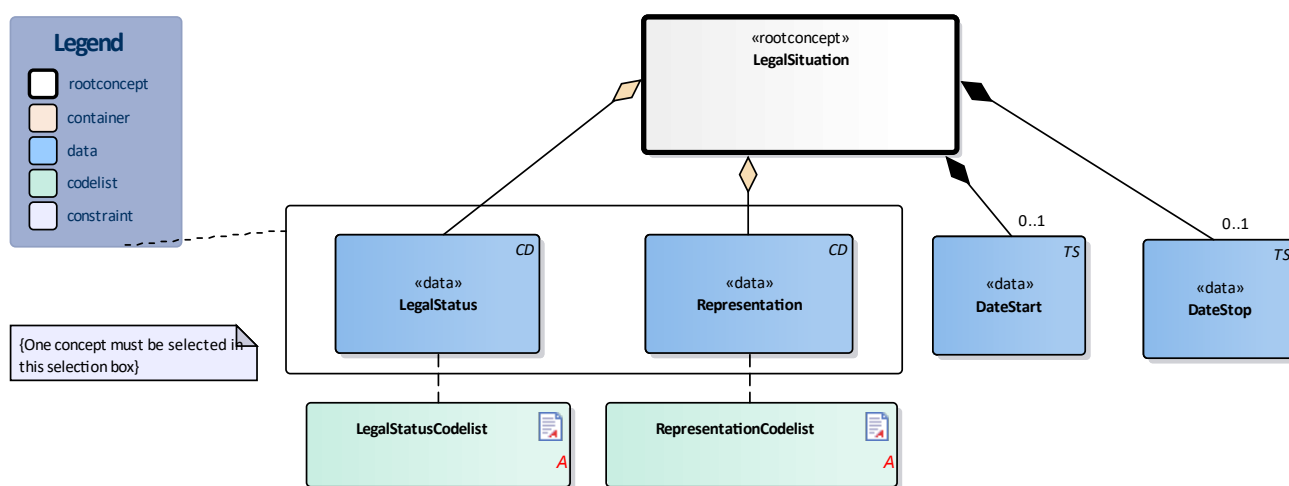 Legend
rootconcept
container
data
codelist
constraint
«rootconcept»
LegalSituation
0..1
0..1
CD
«data»
LegalStatus
CD
«data»
Representation
TS
«data»
DateStart
TS
«data»
DateStop
{One concept must be selected in
this selection box}
LegalStatusCodelist
A
A
RepresentationCodelist
A
A